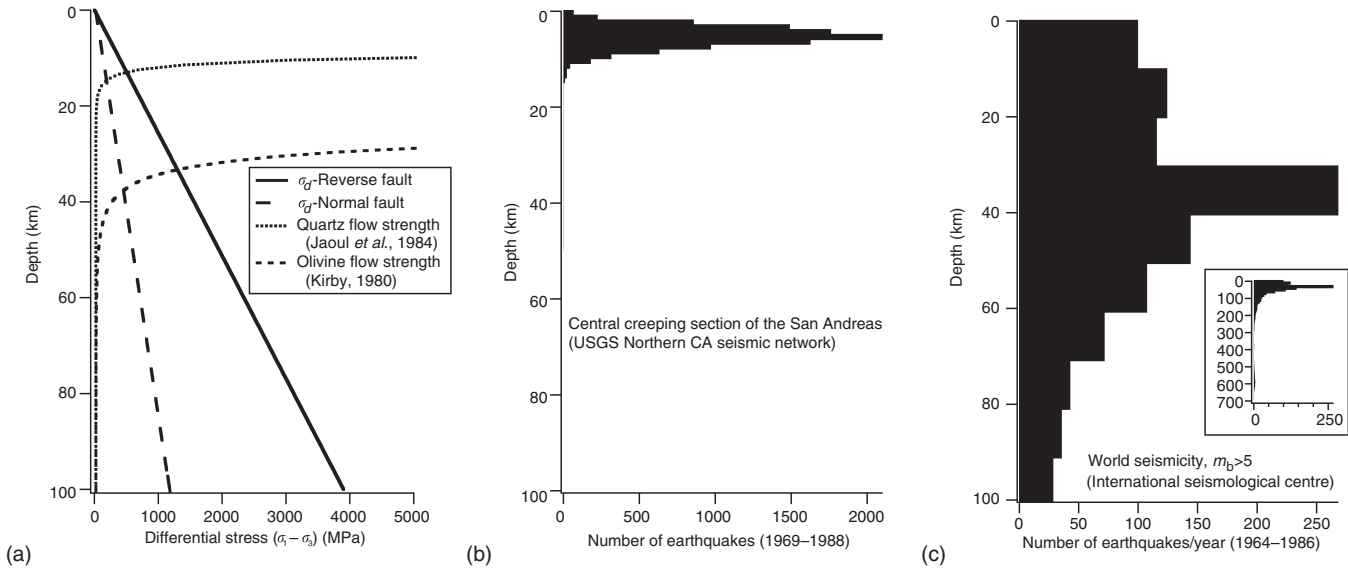 0
20
40
60
80
100
Depth (km)
0 1000 2000 3000 4000 5000
Differential stress (σ₁ – σ₃) (MPa)
σd-Reverse fault
σd-Normal fault
Quartz flow strength
(Jaoul et al., 1984)
Olivine flow strength
(Kirby, 1980)
(a)
0
20
40
60
80
100
Depth (km)
Central creeping section of the San Andreas
(USGS Northern CA seismic network)
0 500 1000 1500 2000
Number of earthquakes (1969–1988)
(b)
0
20
40
60
80
100
Depth (km)
0
100
200
300
400
500
600
700
0 250
World seismicity, mb>5
(International seismological centre)
0 50 100 150 200 250
Number of earthquakes/year (1964–1986)
(c)